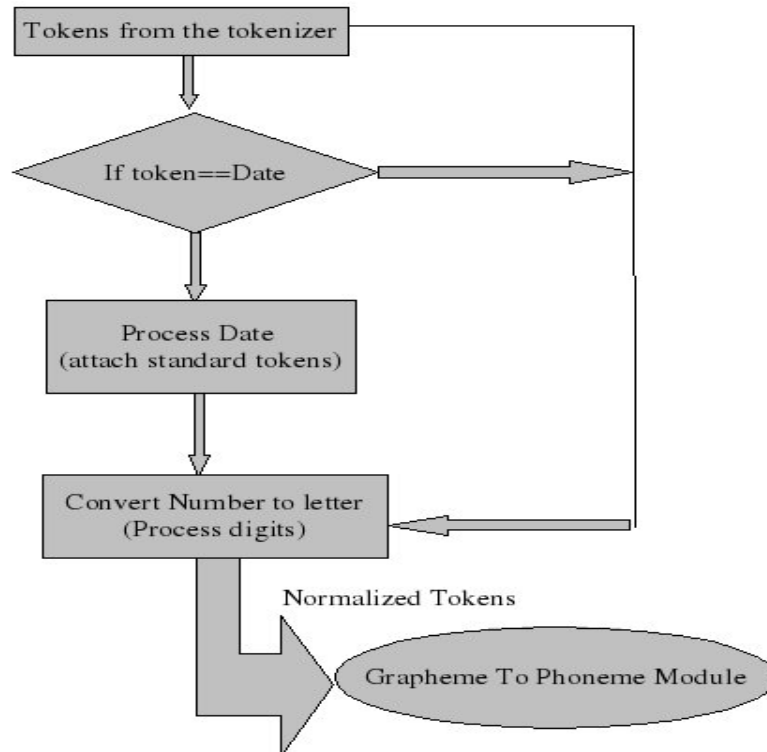 Tokens from the tokenizer
If token==Date
Process Date
(attach standard tokens)
Convert Number to letter
(Process digits)
Normalized Tokens
Grapheme To Phoneme Module